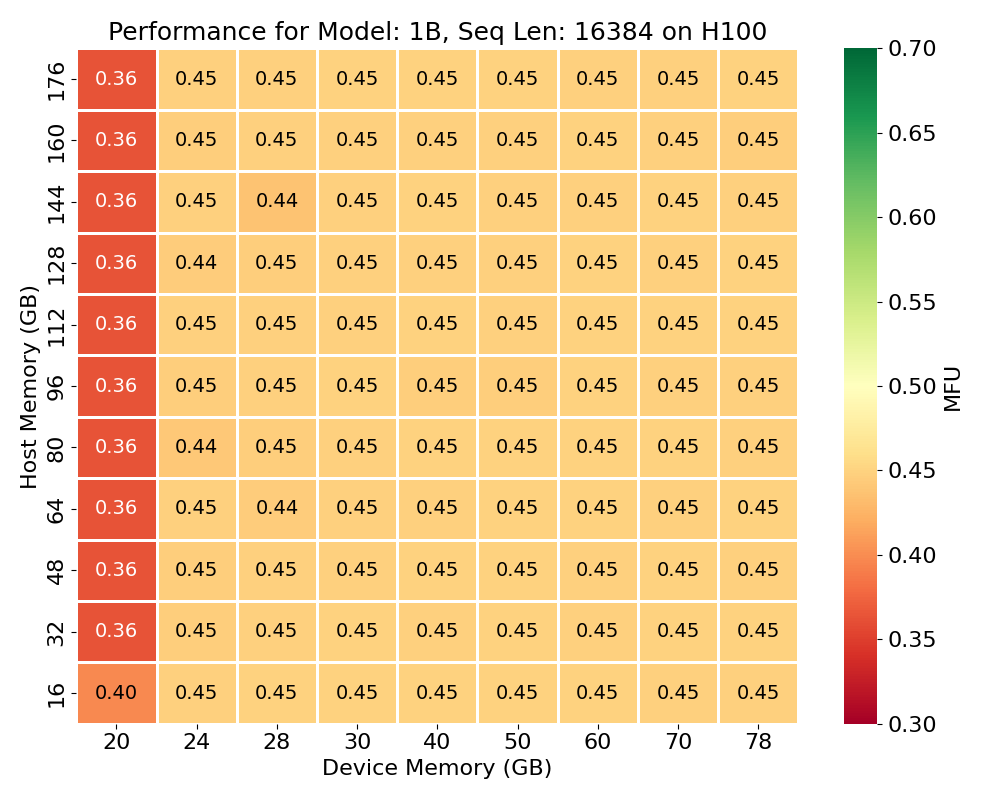 Performance for Model: 1B, Seq Len: 16384 on H100
176 0.36 0.45 0.45 0.45 0.45 0.45 0.45 0.45 0.45
160 0.36 0.45 0.45 0.45 0.45 0.45 0.45 0.45 0.45
144 0.36 0.45 0.44 0.45 0.45 0.45 0.45 0.45 0.45
128 0.36 0.44 0.45 0.45 0.45 0.45 0.45 0.45 0.45
112 0.36 0.45 0.45 0.45 0.45 0.45 0.45 0.45 0.45
96 0.36 0.45 0.45 0.45 0.45 0.45 0.45 0.45 0.45
80 0.36 0.44 0.45 0.45 0.45 0.45 0.45 0.45 0.45
64 0.36 0.45 0.44 0.45 0.45 0.45 0.45 0.45 0.45
48 0.36 0.45 0.45 0.45 0.45 0.45 0.45 0.45 0.45
32 0.36 0.45 0.45 0.45 0.45 0.45 0.45 0.45 0.45
16 0.40 0.45 0.45 0.45 0.45 0.45 0.45 0.45 0.45
20 24 28 30 40 50 60 70 78
Device Memory (GB)
Host Memory (GB)
0.70
0.65
0.60
0.55
0.50
0.45
0.40
0.35
0.30
MFU